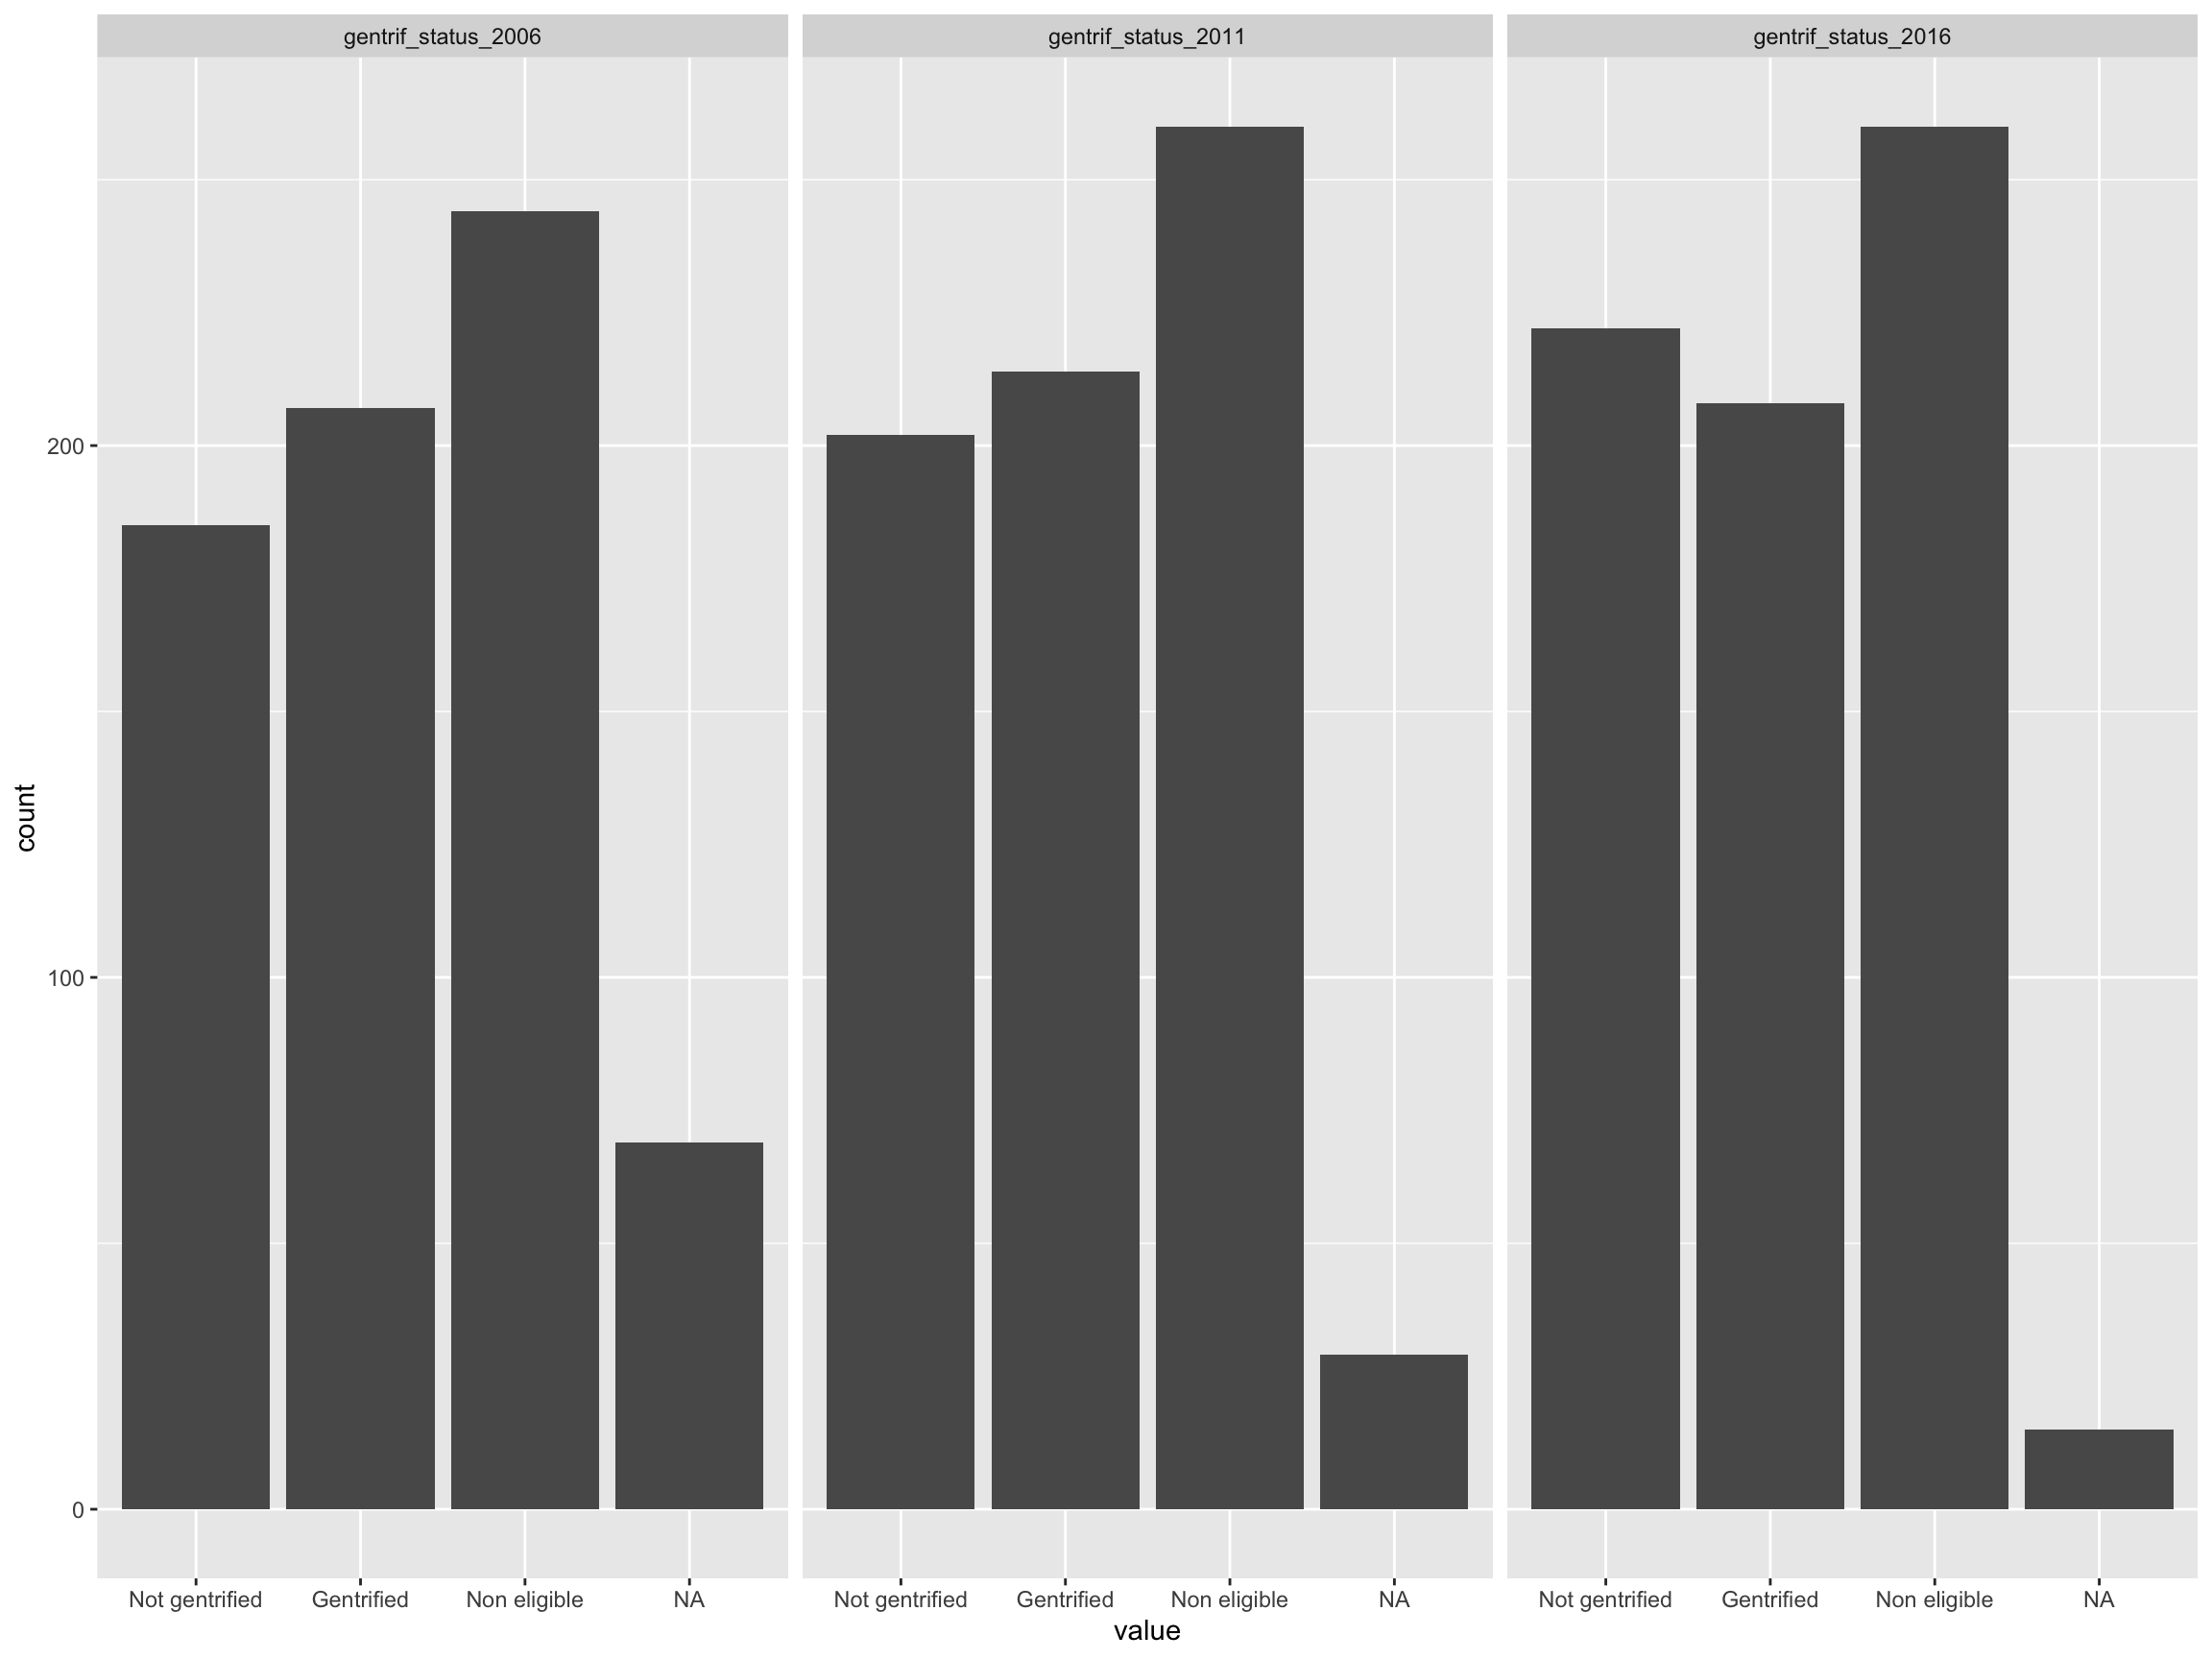 gentrif_status_2006 gentrif_status_2011 gentrif_status_2016
200
100
0
count
Not gentrified Gentrified Non eligible NA Not gentrified Gentrified Non eligible NA Not gentrified Gentrified Non eligible NA
value